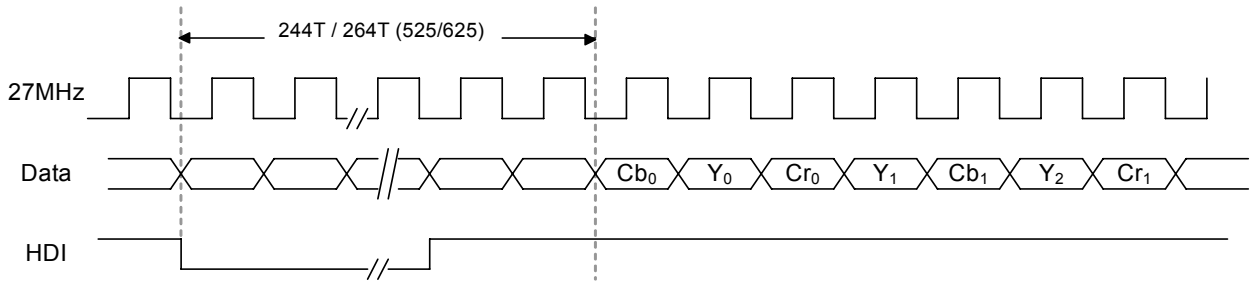 244T / 264T (525/625)
27MHz
Data Cb₀ Y₀ Cr₀ Y₁ Cb₁ Y₂ Cr₁
HDI